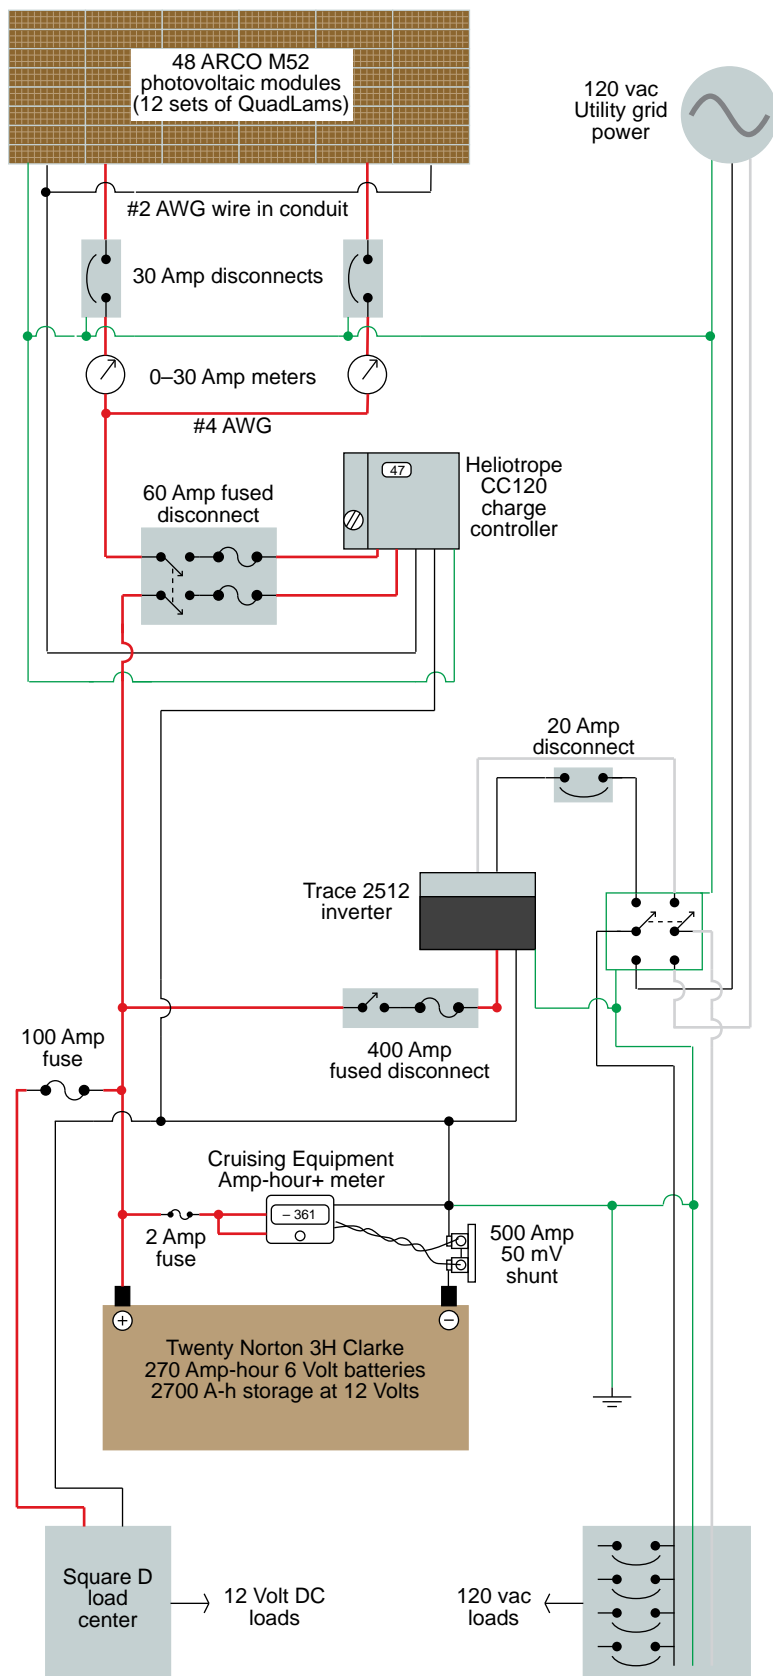 48 ARCO M52
photovoltaic modules
(12 sets of QuadLams)
120 vac
Utility grid
power
#2 AWG wire in conduit
30 Amp disconnects
0–30 Amp meters
#4 AWG
47
Heliotrope
CC120
charge
controller
60 Amp fused
disconnect
20 Amp
disconnect
Trace 2512
inverter
400 Amp
fused disconnect
100 Amp
fuse
Cruising Equipment
Amp-hour+ meter
– 361
2 Amp
fuse
500 Amp
50 mV
shunt
+
–
Twenty Norton 3H Clarke
270 Amp-hour 6 Volt batteries
2700 A-h storage at 12 Volts
Square D
load
center
12 Volt DC
loads
120 vac
loads